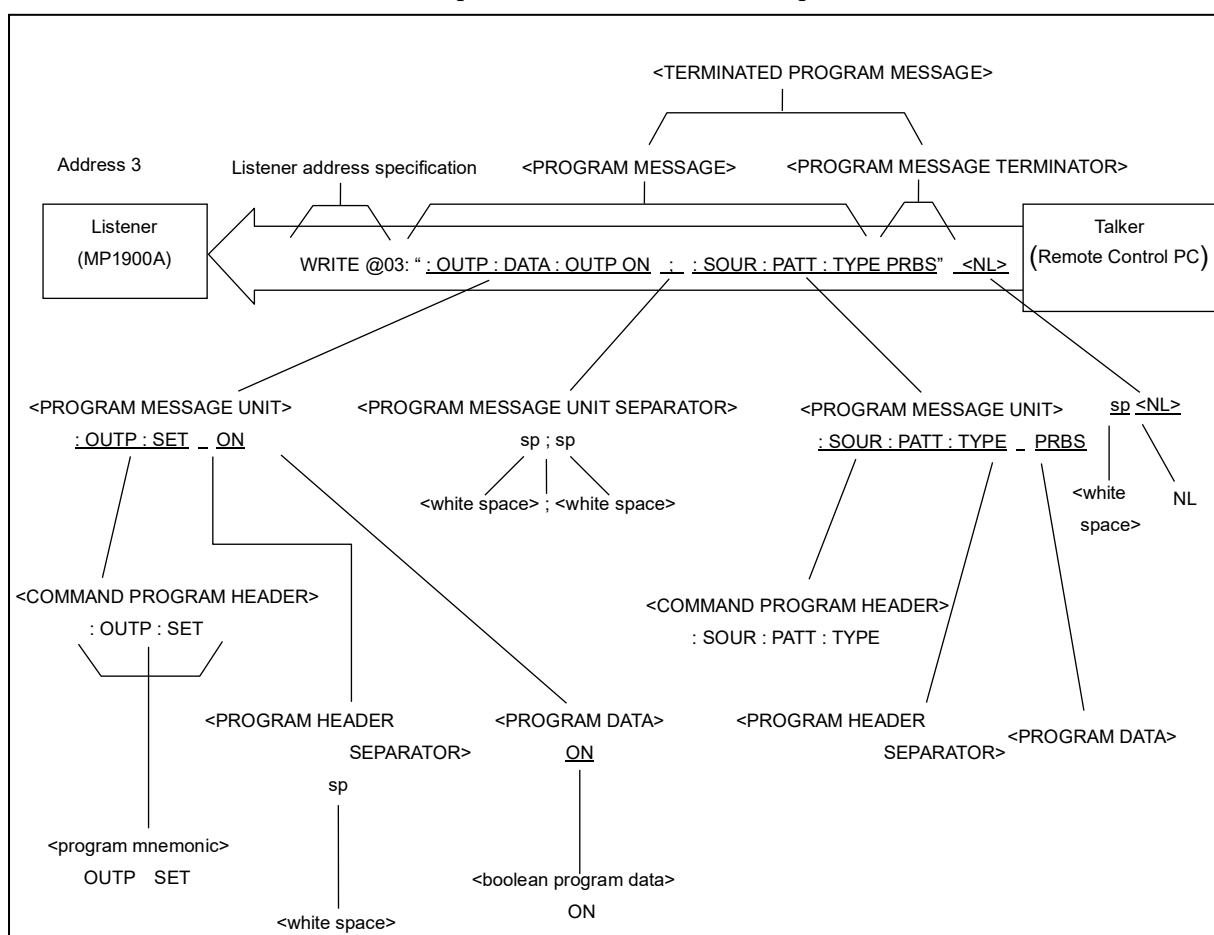 <TERMINATED PROGRAM MESSAGE>
Address 3
Listener address specification
<PROGRAM MESSAGE>
<PROGRAM MESSAGE TERMINATOR>
Listener
(MP1900A)
WRITE @03: “ : OUTP : DATA : OUTP ON ; : SOUR : PATT : TYPE PRBS” <NL>
Talker
(Remote Control PC)
<PROGRAM MESSAGE UNIT>
: OUTP : SET _ ON
<PROGRAM MESSAGE UNIT SEPARATOR>
sp ; sp
<white space> ; <white space>
<PROGRAM MESSAGE UNIT>
: SOUR : PATT : TYPE _ PRBS
sp <NL>
<white
space>
NL
<COMMAND PROGRAM HEADER>
: OUTP : SET
<COMMAND PROGRAM HEADER>
: SOUR : PATT : TYPE
<PROGRAM HEADER
SEPARATOR>
sp
<PROGRAM DATA>
ON
<PROGRAM HEADER
SEPARATOR>
<PROGRAM DATA>
<program mnemonic>
OUTP SET
<boolean program data>
ON
<white space>